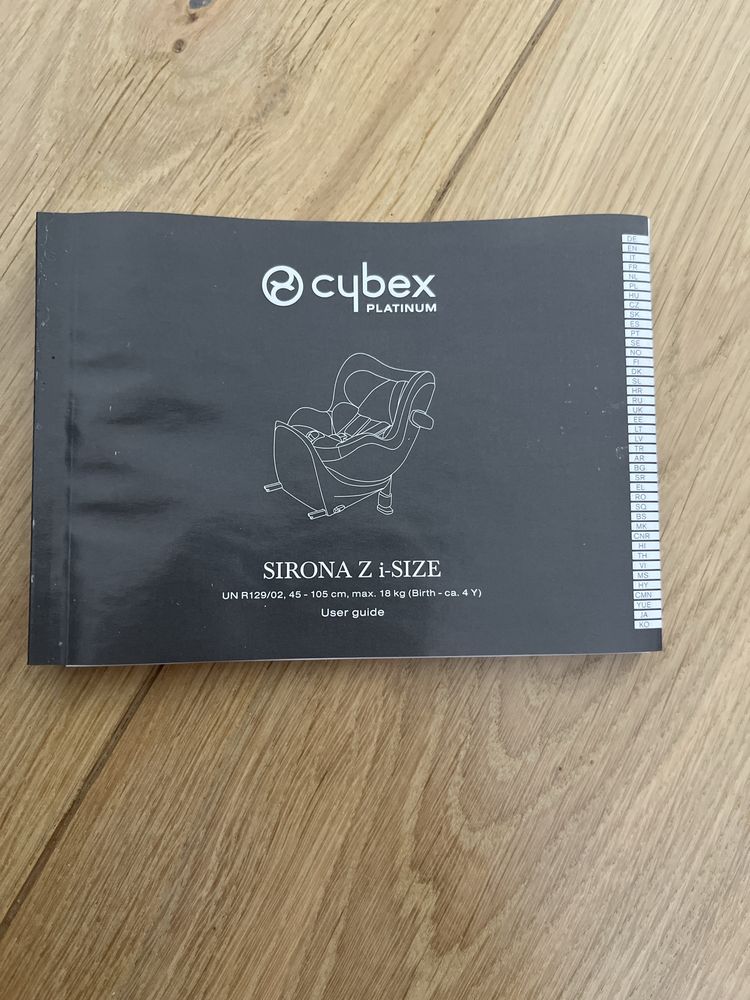 cybex
PLATINUM
SIRONA Z i-SIZE
UN R129/02, 45 - 105 cm, max. 18 kg (Birth - ca. 4 Y)
User guide
DE
EN
IT
FR
NL
PL
HU
CZ
SK
ES
PT
SE
NO
FI
DK
SL
HR
RU
UK
EE
LT
LV
TR
AR
BG
SR
EL
RO
SQ
BS
MK
CNR
HI
TH
VI
MS
HY
CMN
YUE
JA
KO